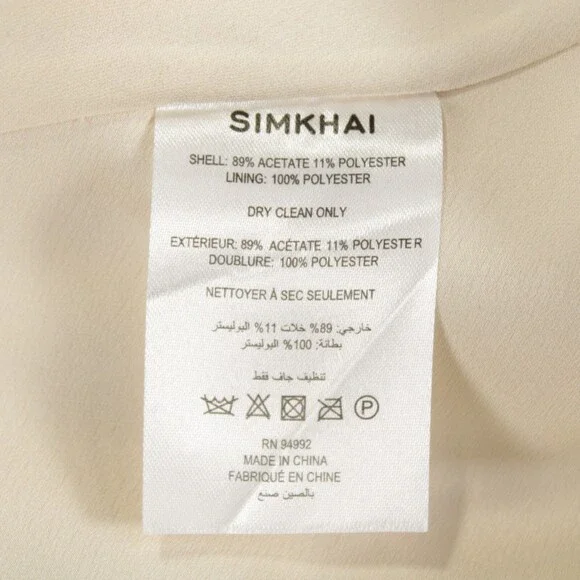 SIMKHAI
SHELL: 89% ACETATE 11% POLYESTER
LINING: 100% POLYESTER
DRY CLEAN ONLY
EXTÉRIEUR: 89% ACÉTATE 11% POLYESTER
DOUBLURE: 100% POLYESTER
NETTOYER À SEC SEULEMENT
خارجي: 89% خلات 11% البوليستر
بطانة: 100% البوليستر
تنظيف جاف فقط
P
RN 94992
MADE IN CHINA
FABRIQUÉ EN CHINE
بالصين صنع